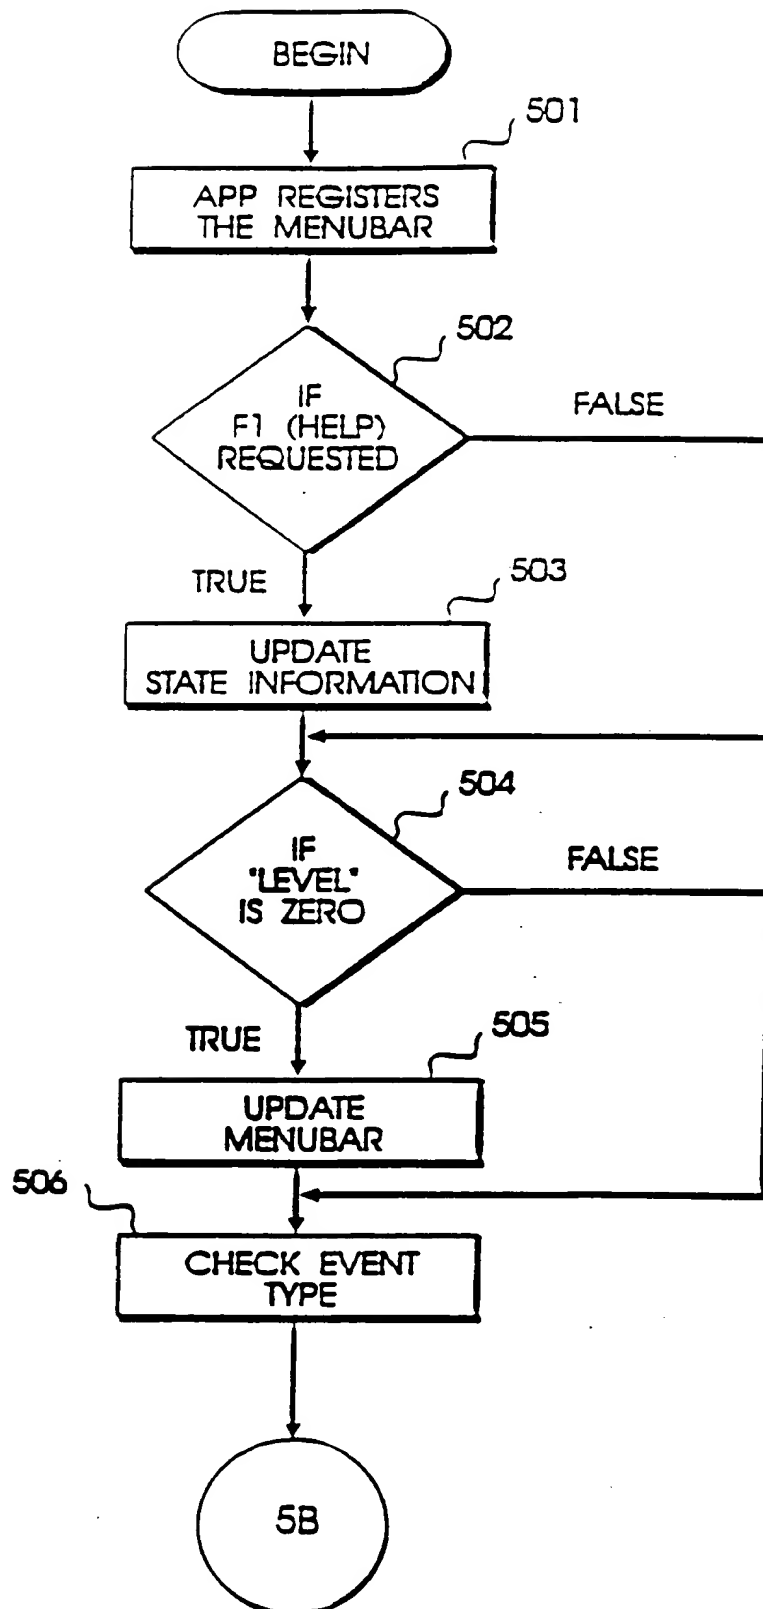 BEGIN
501
APP REGISTERS
THE MENUBAR
502
IF
F1 (HELP)
REQUESTED
FALSE
TRUE
503
UPDATE
STATE INFORMATION
504
IF
"LEVEL"
IS ZERO
FALSE
TRUE
505
UPDATE
MENUBAR
506
CHECK EVENT
TYPE
5B